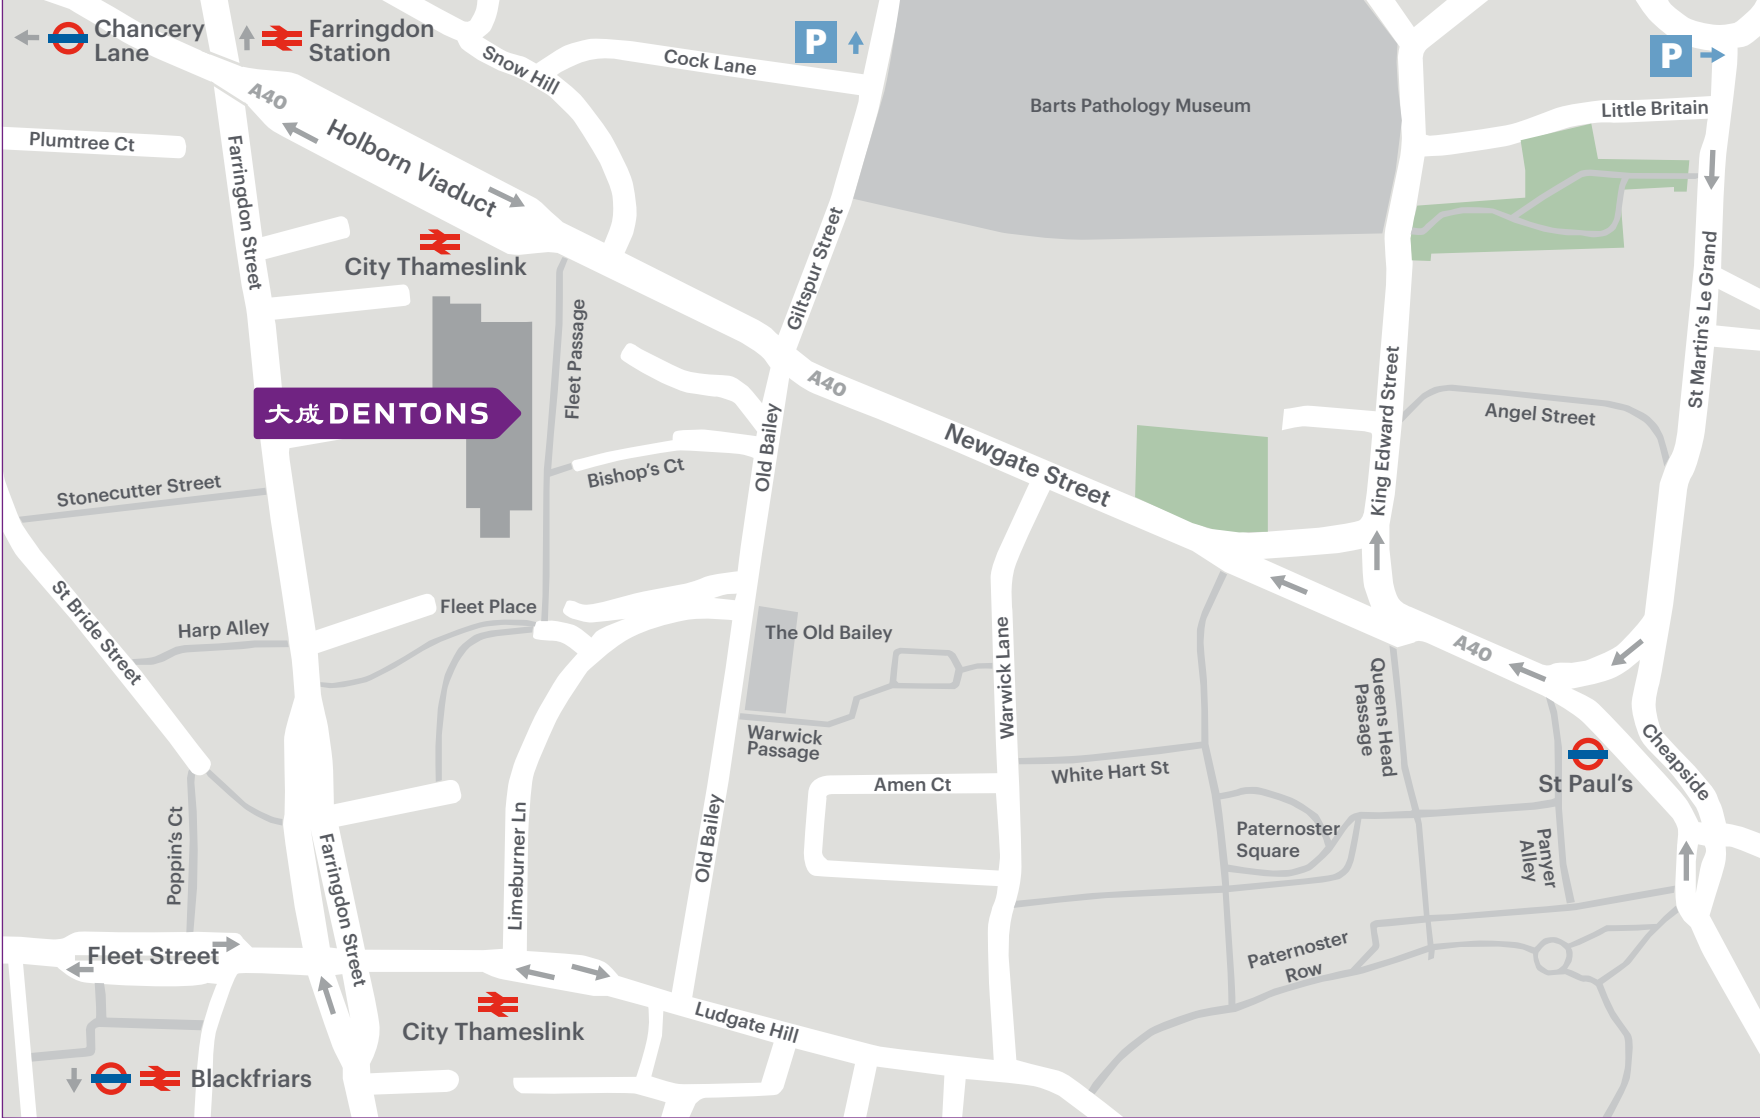 Chancery
Lane
Farringdon
Station
Snow Hill
Cock Lane
P
P
A40
Barts Pathology Museum
Little Britain
Plumtree Ct
Holborn Viaduct
Farringdon Street
City Thameslink
Giltspur Street
St Martin's Le Grand
Fleet Passage
A40
King Edward Street
Angel Street
大成 DENTONS
Old Bailey
Newgate Street
Bishop's Ct
Stonecutter Street
St Bride Street
Fleet Place
Harp Alley
The Old Bailey
A40
Warwick Lane
Queens Head
Passage
Warwick
Passage
Cheapside
White Hart St
St Paul's
Amen Ct
Poppin's Ct
Limeburner Ln
Old Bailey
Paternoster
Square
Panyer
Alley
Farringdon Street
Fleet Street
Paternoster
Row
City Thameslink
Ludgate Hill
Blackfriars